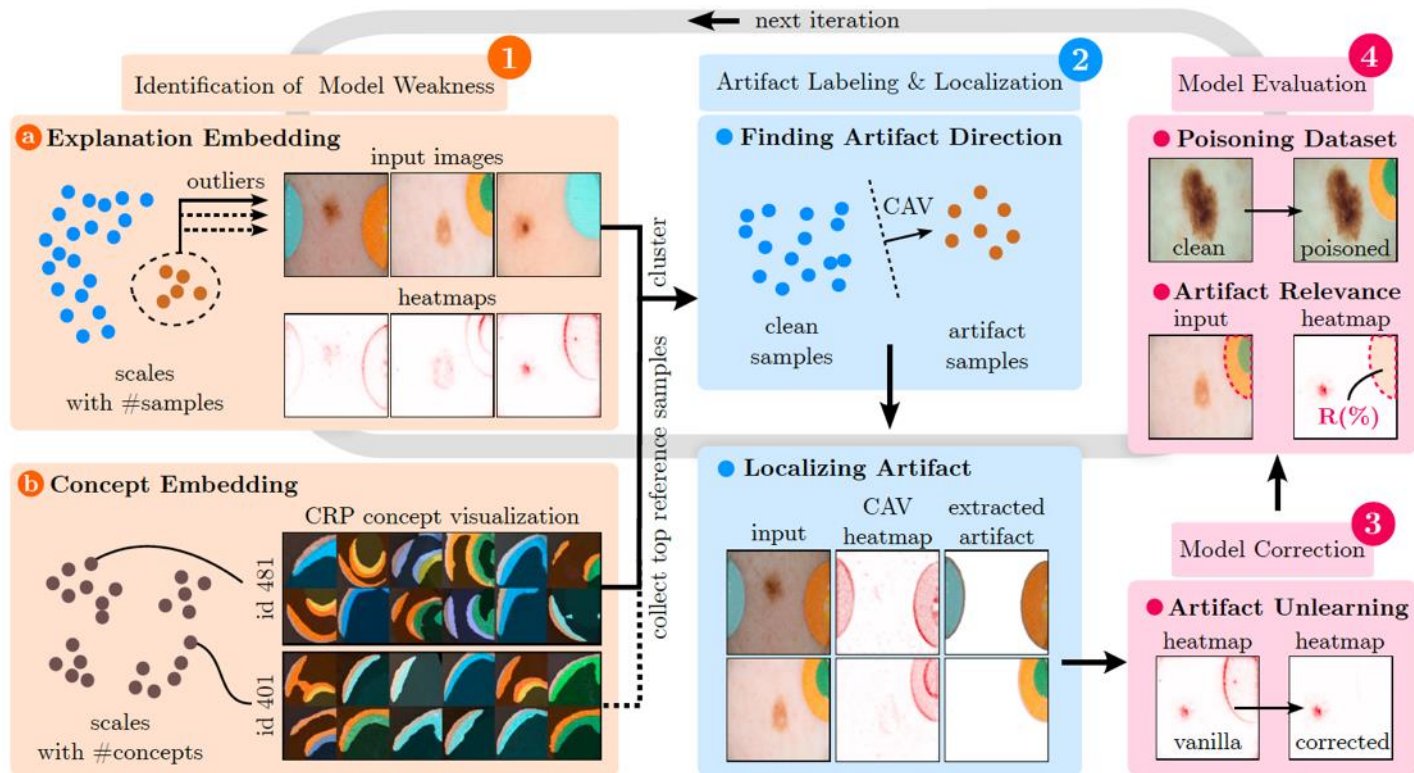 next iteration
1
Identification of Model Weakness
a Explanation Embedding
outliers
input images
heatmaps
scales
with #samples
b Concept Embedding
CRP concept visualization
id 481
id 401
scales
with #concepts
cluster
collect top reference samples
2
Artifact Labeling & Localization
Finding Artifact Direction
CAV
clean
samples
artifact
samples
Localizing Artifact
input
CAV
heatmap
extracted
artifact
3
Model Correction
Artifact Unlearning
heatmap
heatmap
vanilla
corrected
4
Model Evaluation
Poisoning Dataset
clean
poisoned
Artifact Relevance
input
heatmap
R(%)